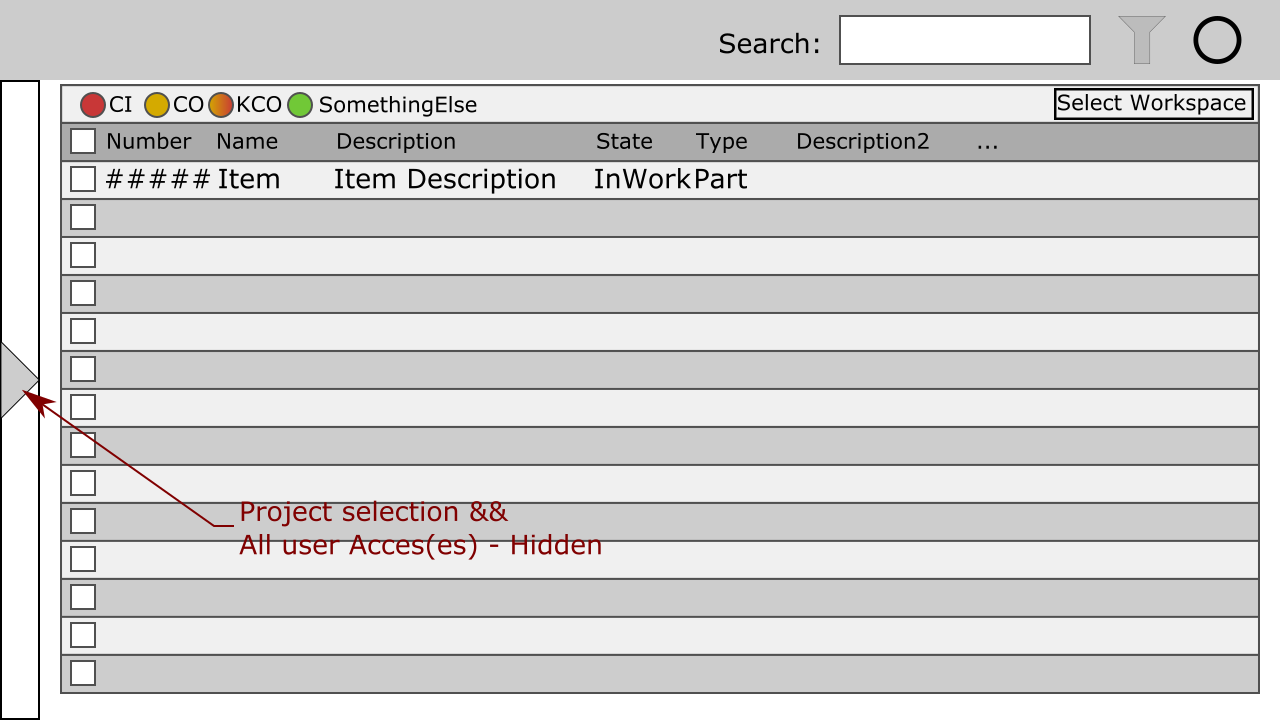 Search:
CI CO KCO SomethingElse Select Workspace
Number Name Description State Type Description2 ...
##### Item Item Description InWork Part
Project selection &&
All user Acces(es) - Hidden